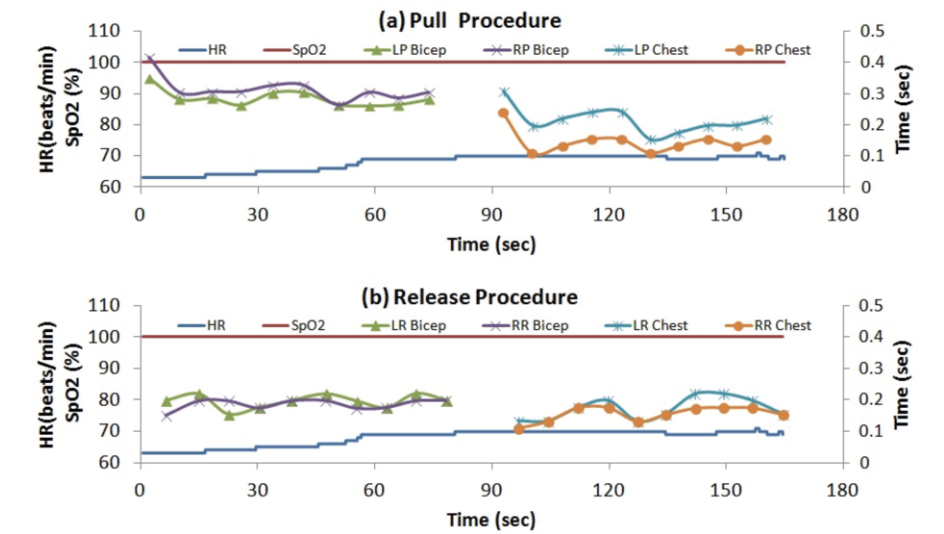 (a) Pull Procedure
HR SpO2 LP Bicep RP Bicep LP Chest RP Chest
110
100
90
80
70
60
HR(beats/min)
SpO2 (%)
0.5
0.4
0.3
0.2
0.1
0
Time (sec)
0 30 60 90 120 150 180
Time (sec)
(b) Release Procedure
HR SpO2 LR Bicep RR Bicep LR Chest RR Chest
110
100
90
80
70
60
HR(beats/min)
SpO2 (%)
0.5
0.4
0.3
0.2
0.1
0
Time (sec)
0 30 60 90 120 150 180
Time (sec)